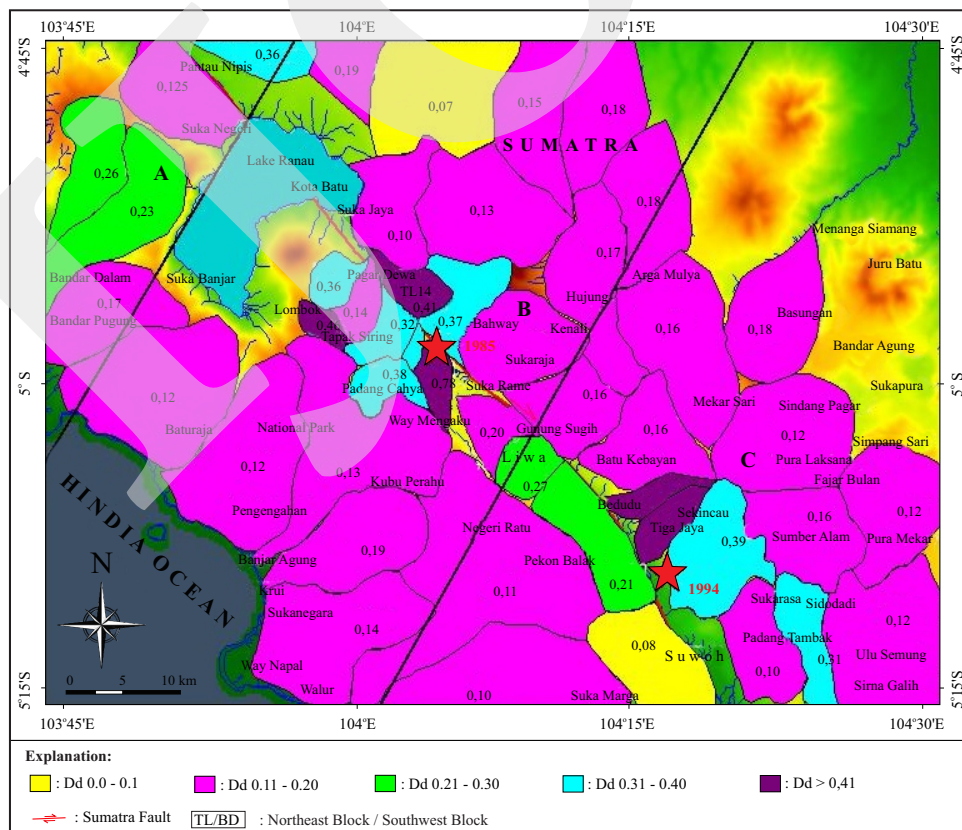 103°45'E 104°E 104°15'E 104°30'E
4°45'S 4°45'S
0,36
Pantau Nipis
0,19
0,125
0,07
0,15
0,18
Suka Negeri
SUMATRA
Lake Ranau
A
0,26
Kota Batu
0,23
Suka Jaya
0,13
0,18
0,10
Menanga Siamang
0,17
Juru Batu
Bandar Dalam
Suka Banjar
Pagar Dewa
Arga Mulya
0,36
TL14
Hujung
0,17
Lombok
0,14
0,41
B
Basungan
Bandar Pugung
0,32
0,37
Bahway
Kenali
0,16
0,18
Tapak Siring
1985
Bandar Agung
Sukaraja
0,38
5°S 5°S
Padang Cahya
0,78
Suka Rame
Sukapura
0,12
0,16
Mekar Sari
Sindang Pagar
Baturaja
National Park
Way Mengaku
0,20
Gunung Sugih
0,16
0,12
Simpang Sari
Liwa
Batu Kebayan
C
Pura Laksana
0,12
0,13
Kubu Perahu
0,27
Fajar Bulan
HINDIA OCEAN
Pengengahan
Negeri Ratu
Bedudu
Sekincau
0,16
0,12
Tiga Jaya
Sumber Alam
Pura Mekar
0,19
0,39
Banjar Agung
Pekon Balak
N
Krui
0,11
0,21
1994
Sukarasa
Sidodadi
Sukanegara
0,12
0,14
0,08
Padang Tambak
Way Napal
Suwoh
0,10
0,31
Ulu Semung
Walur
0,10
Suka Marga
Sirna Galih
0 5 10 km
5°15'S 5°15'S
103°45'E 104°E 104°15'E 104°30'E
Explanation:
: Dd 0.0 - 0.1 : Dd 0.11 - 0.20 : Dd 0.21 - 0.30 : Dd 0.31 - 0.40 : Dd > 0,41
: Sumatra Fault TL/BD : Northeast Block / Southwest Block